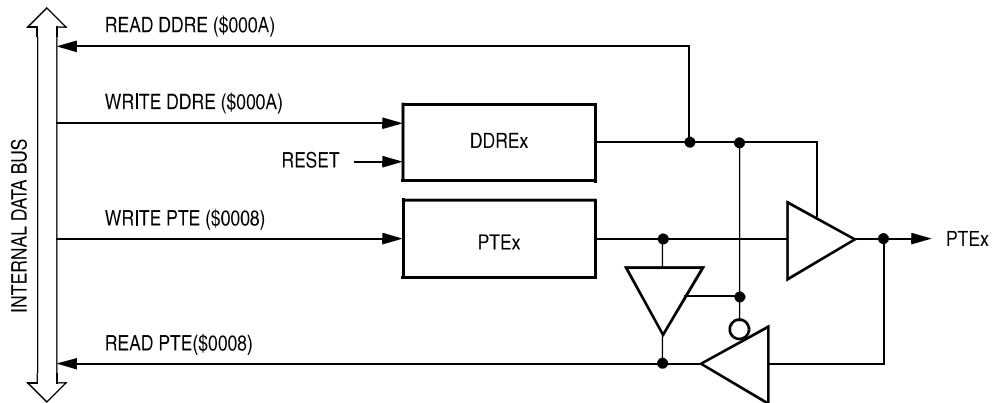 READ DDRE ($000A)
WRITE DDRE ($000A)
DDREx
RESET
INTERNAL DATA BUS
WRITE PTE ($0008)
PTEx
PTEx
READ PTE($0008)